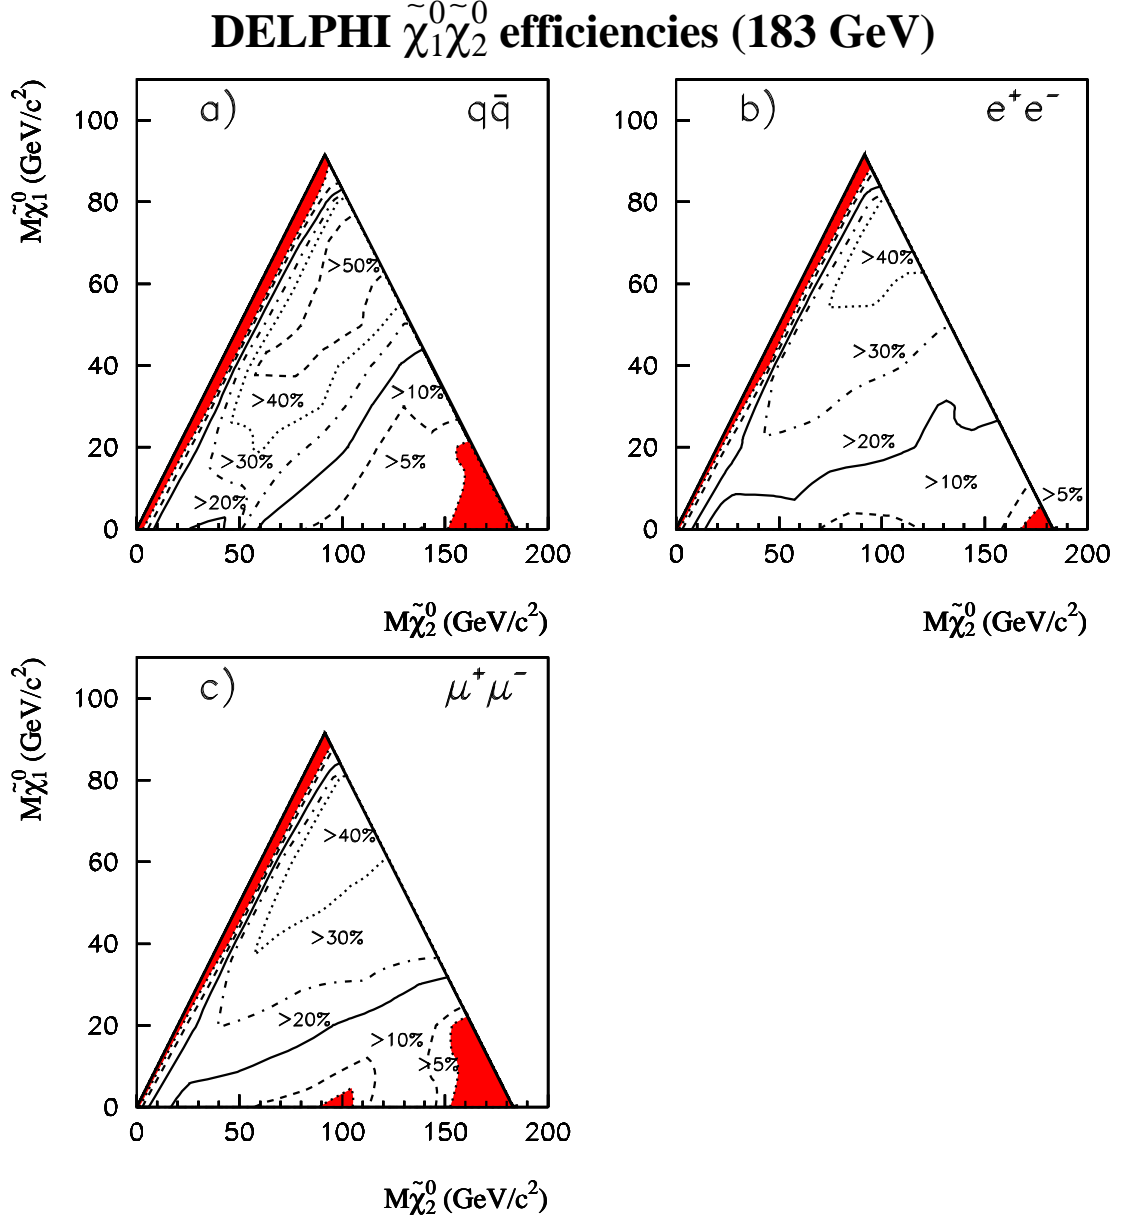 DELPHI χ̃⁰₁χ̃⁰₂ efficiencies (183 GeV)
Mχ̃⁰₁ (GeV/c²)
a)
qq̄
100
80
60
40
20
0
>50%
>40%
>30%
>20%
>10%
>5%
0 50 100 150 200
Mχ̃⁰₂ (GeV/c²)
Mχ̃⁰₁ (GeV/c²)
b)
e⁺e⁻
100
80
60
40
20
0
>40%
>30%
>20%
>10%
>5%
0 50 100 150 200
Mχ̃⁰₂ (GeV/c²)
Mχ̃⁰₁ (GeV/c²)
c)
μ⁺μ⁻
100
80
60
40
20
0
>40%
>30%
>20%
>10%
>5%
0 50 100 150 200
Mχ̃⁰₂ (GeV/c²)